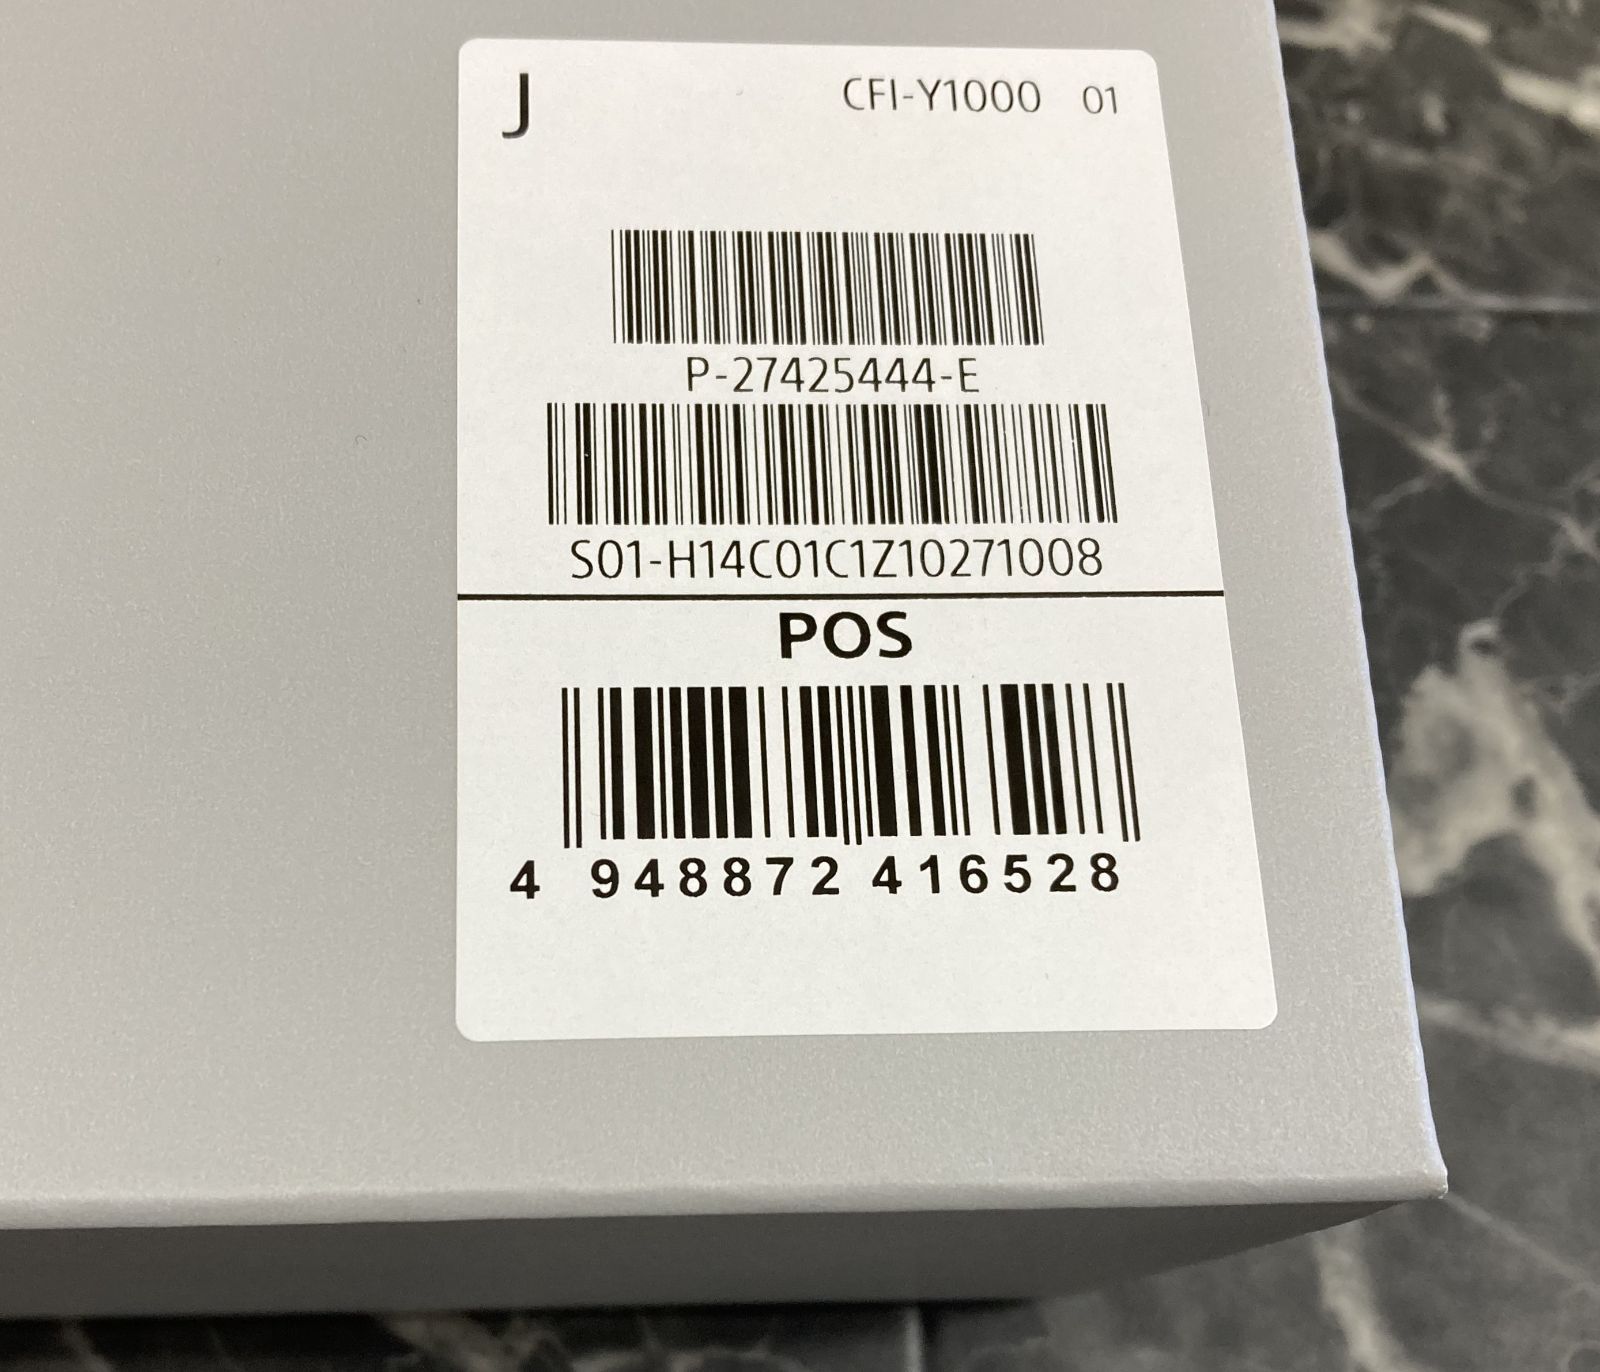 J CFI-Y1000 01
P-27425444-E
S01-H14C01C1Z10271008
POS
4 948872 416528